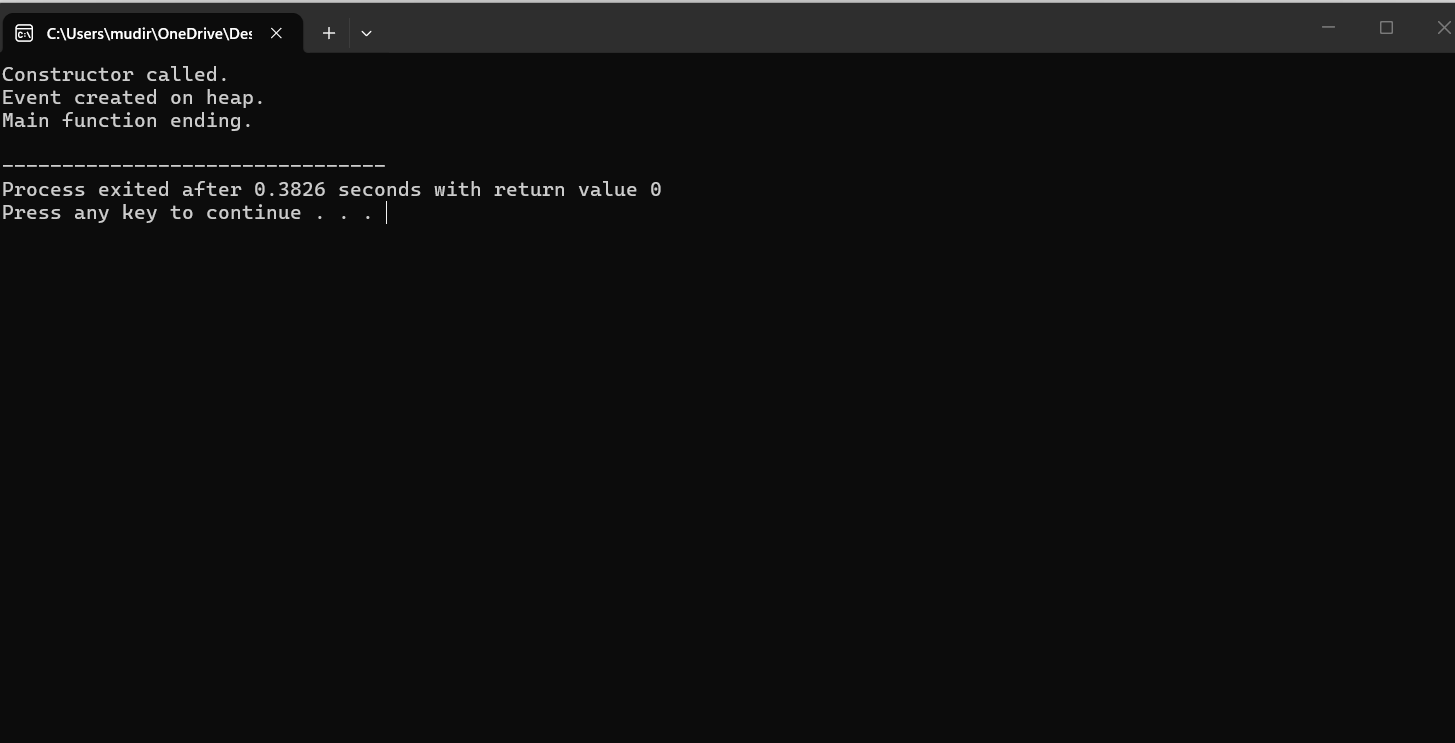 C:\Users\mudir\OneDrive\Des
Constructor called.
Event created on heap.
Main function ending.
--------------------------------
Process exited after 0.3826 seconds with return value 0
Press any key to continue . . .